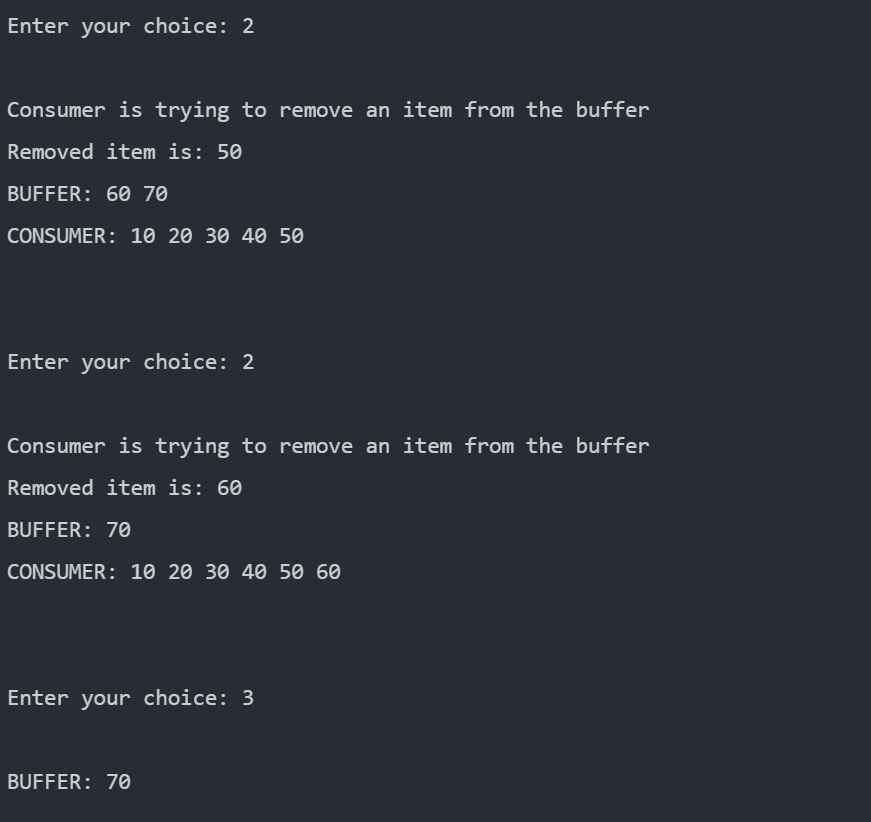 Enter your choice: 2
Consumer is trying to remove an item from the buffer
Removed item is: 50
BUFFER: 60 70
CONSUMER: 10 20 30 40 50
Enter your choice: 2
Consumer is trying to remove an item from the buffer
Removed item is: 60
BUFFER: 70
CONSUMER: 10 20 30 40 50 60
Enter your choice: 3
BUFFER: 70